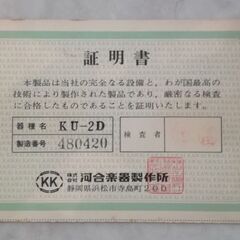 証明書
本製品は当社の完全なる設備と、わが国最高の
技術により製作された製品であり、厳密なる検査
に合格したものであることを証明いたします。
器種名 KU-2D
製造番号 480420
検査者
KK 株式会社 河合楽器製作所
静岡県浜松市寺島町200